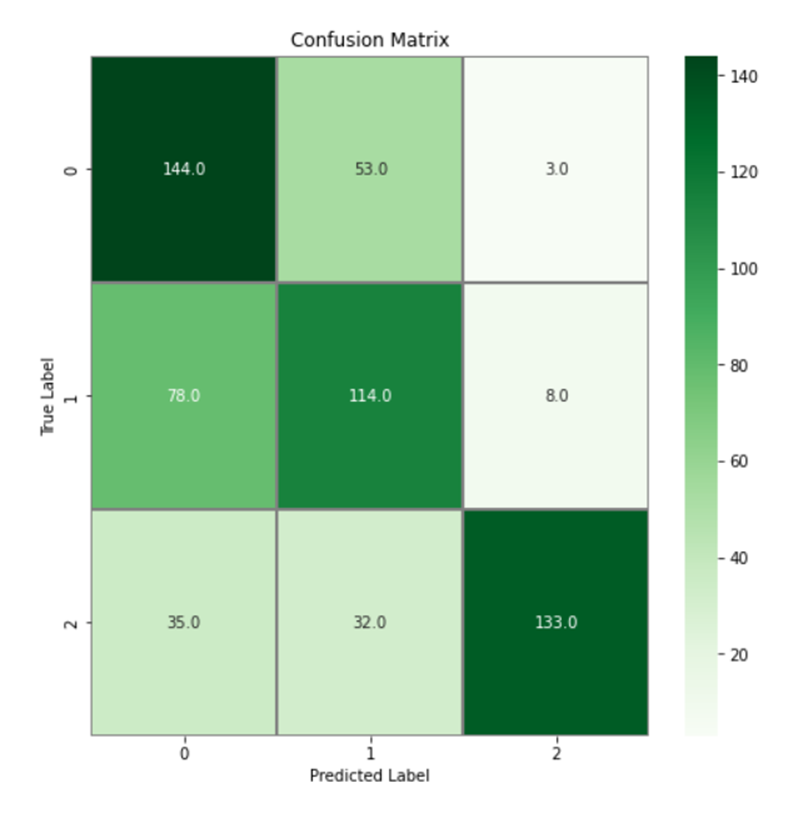 Confusion Matrix
0 144.0 53.0 3.0
1 78.0 114.0 8.0
2 35.0 32.0 133.0
True Label
0 1 2
Predicted Label
140
120
100
80
60
40
20